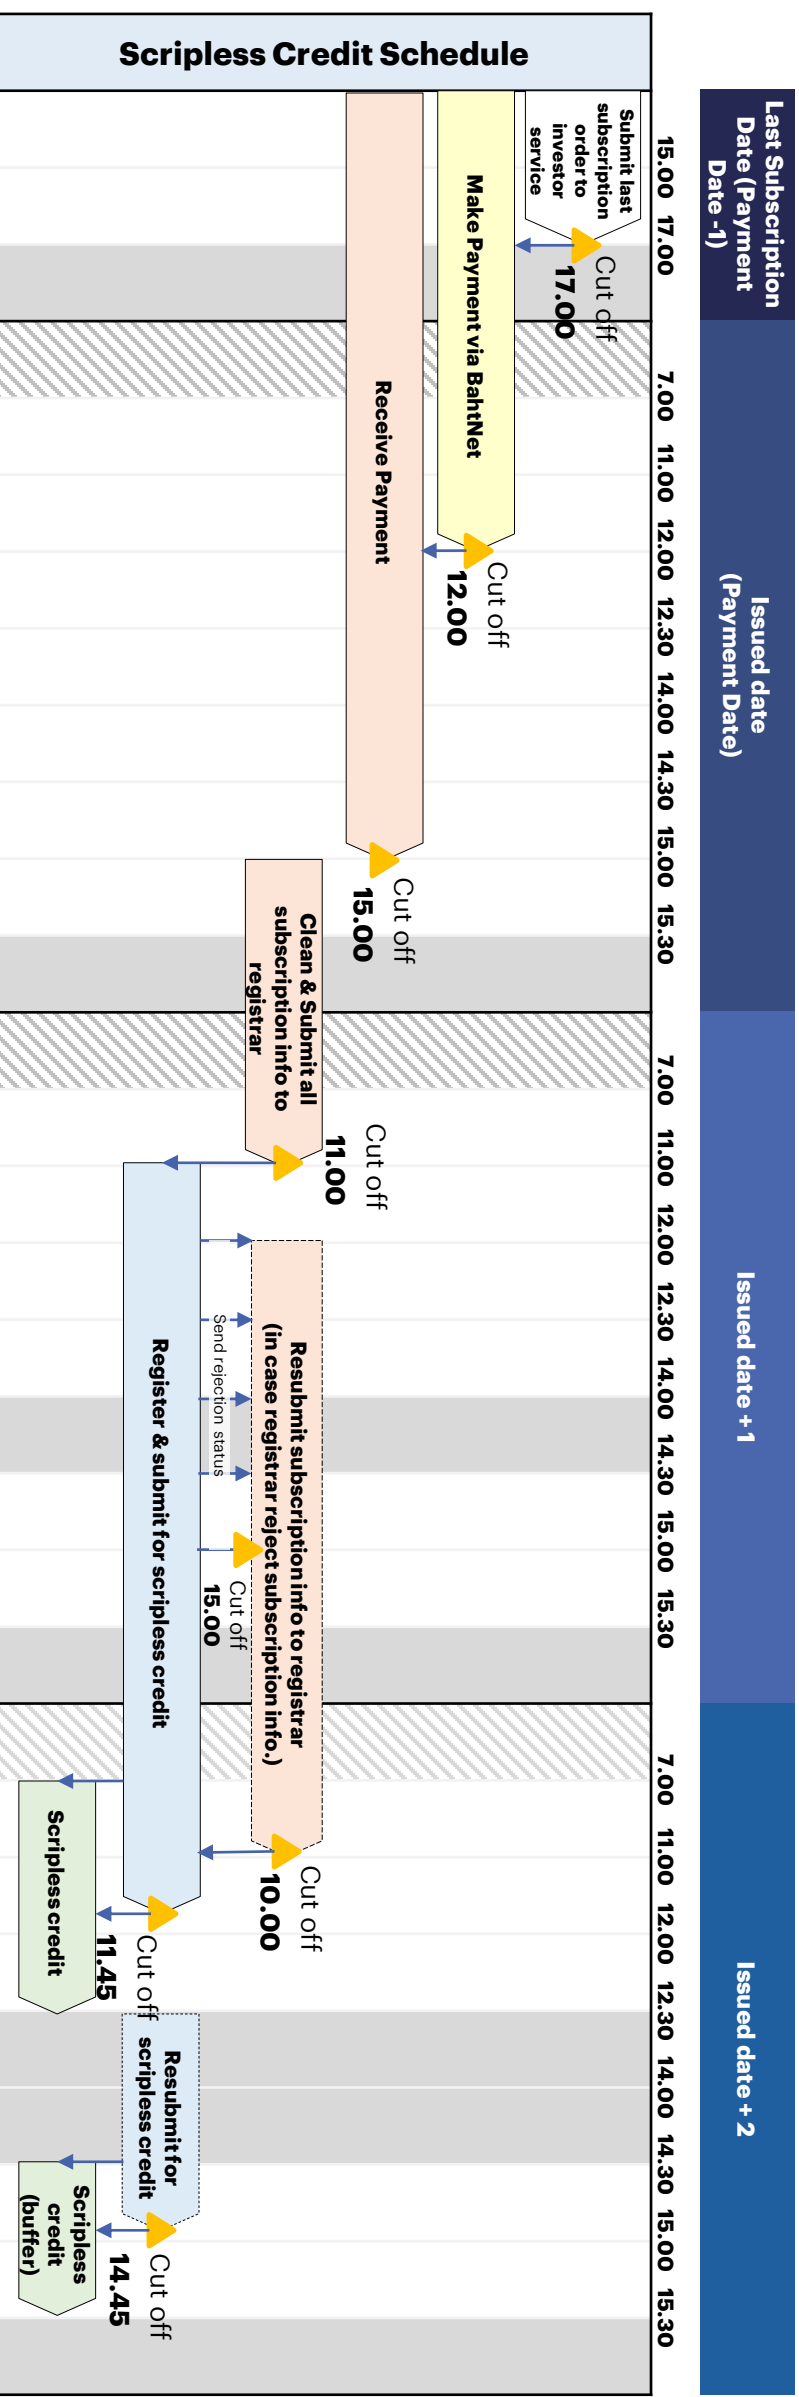 Scripless Credit Schedule
Last Subscription
Date (Payment
Date -1)
Issued date
(Payment Date)
Issued date +1
Issued date + 2
15.00
17.00
7.00
11.00
12.00
12.30
14.00
14.30
15.00
15.30
7.00
11.00
12.00
12.30
14.00
14.30
15.00
15.30
7.00
11.00
12.00
12.30
14.00
14.30
15.00
15.30
Submit last
subscription
order to
investor
service
Cut off
17.00
Make Payment via BahtNet
Cut off
12.00
Receive Payment
Cut off
15.00
Clean & Submit all
subscription info to
registrar
Cut off
11.00
Resubmit subscription info to registrar
(in case registrar reject subscription info.)
Cut off
10.00
Send rejection status
Cut off
15.00
Register & submit for scripless credit
Cut off
11.45
Resubmit for
scripless credit
Cut off
14.45
Scripless credit
Scripless
credit
(buffer)